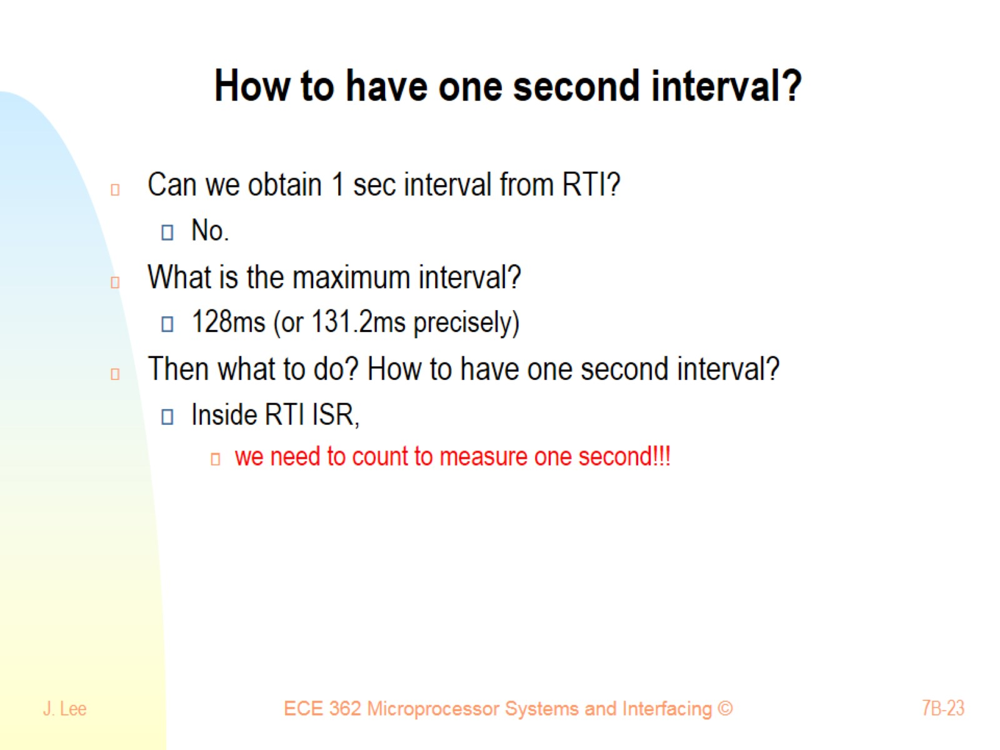 How to have one second interval?
Can we obtain 1 sec interval from RTI?
No.
What is the maximum interval?
128ms (or 131.2ms precisely)
Then what to do? How to have one second interval?
Inside RTI ISR,
we need to count to measure one second!!!
J. Lee
ECE 362 Microprocessor Systems and Interfacing ©
7B-23